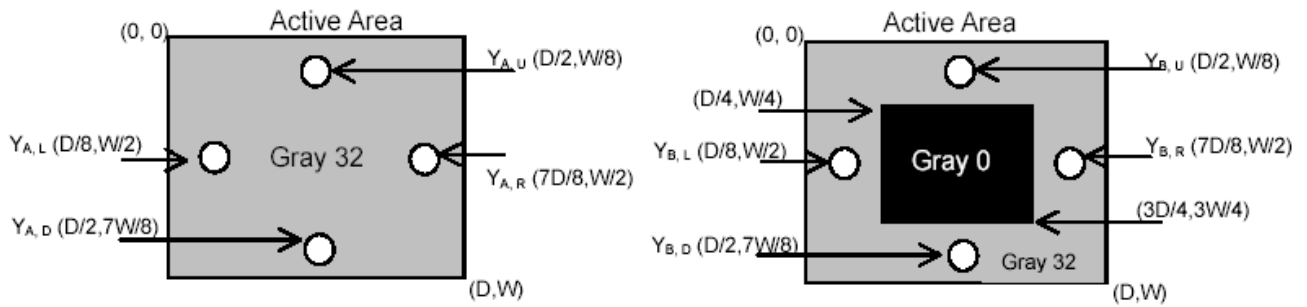 Active Area
(0, 0)
YA, U (D/2,W/8)
YA, L (D/8,W/2)
Gray 32
YA, R (7D/8,W/2)
YA, D (D/2,7W/8)
(D,W)
Active Area
(0, 0)
YB, U (D/2,W/8)
(D/4,W/4)
YB, L (D/8,W/2)
Gray 0
YB, R (7D/8,W/2)
(3D/4,3W/4)
YB, D (D/2,7W/8)
Gray 32
(D,W)